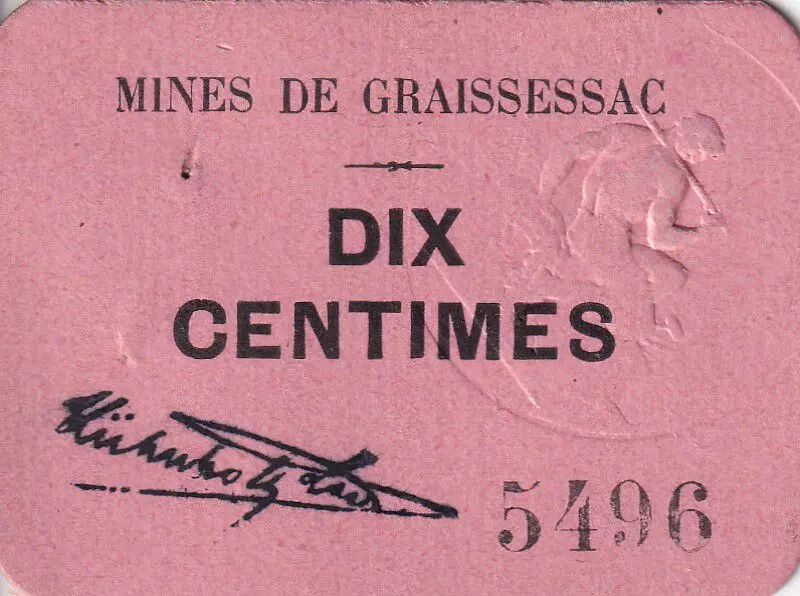 MINES DE GRAISSESSAC
DIX
CENTIMES
5496